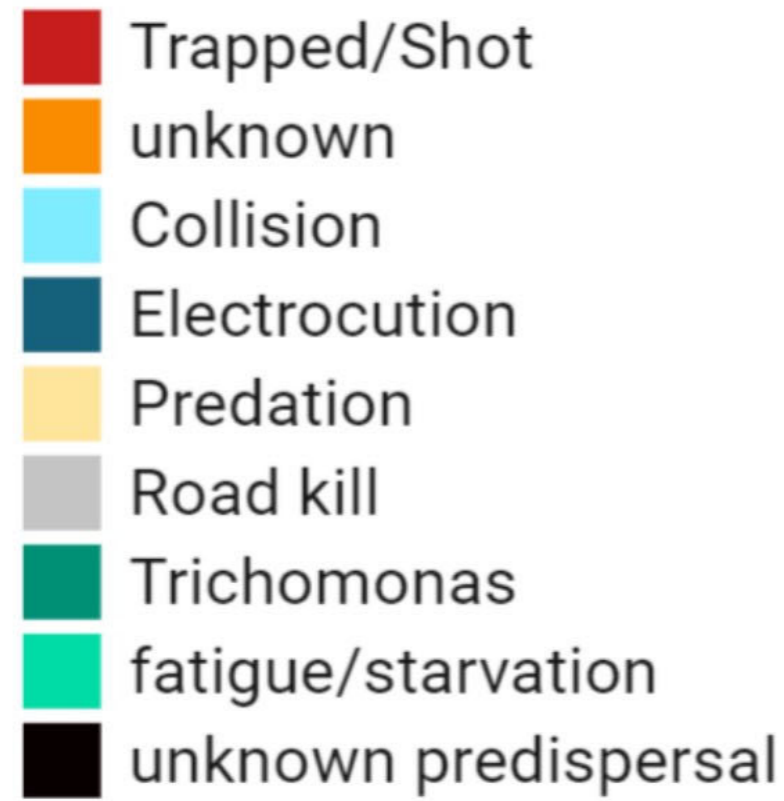 Trapped/Shot
unknown
Collision
Electrocution
Predation
Road kill
Trichomonas
fatigue/starvation
unknown predispersal